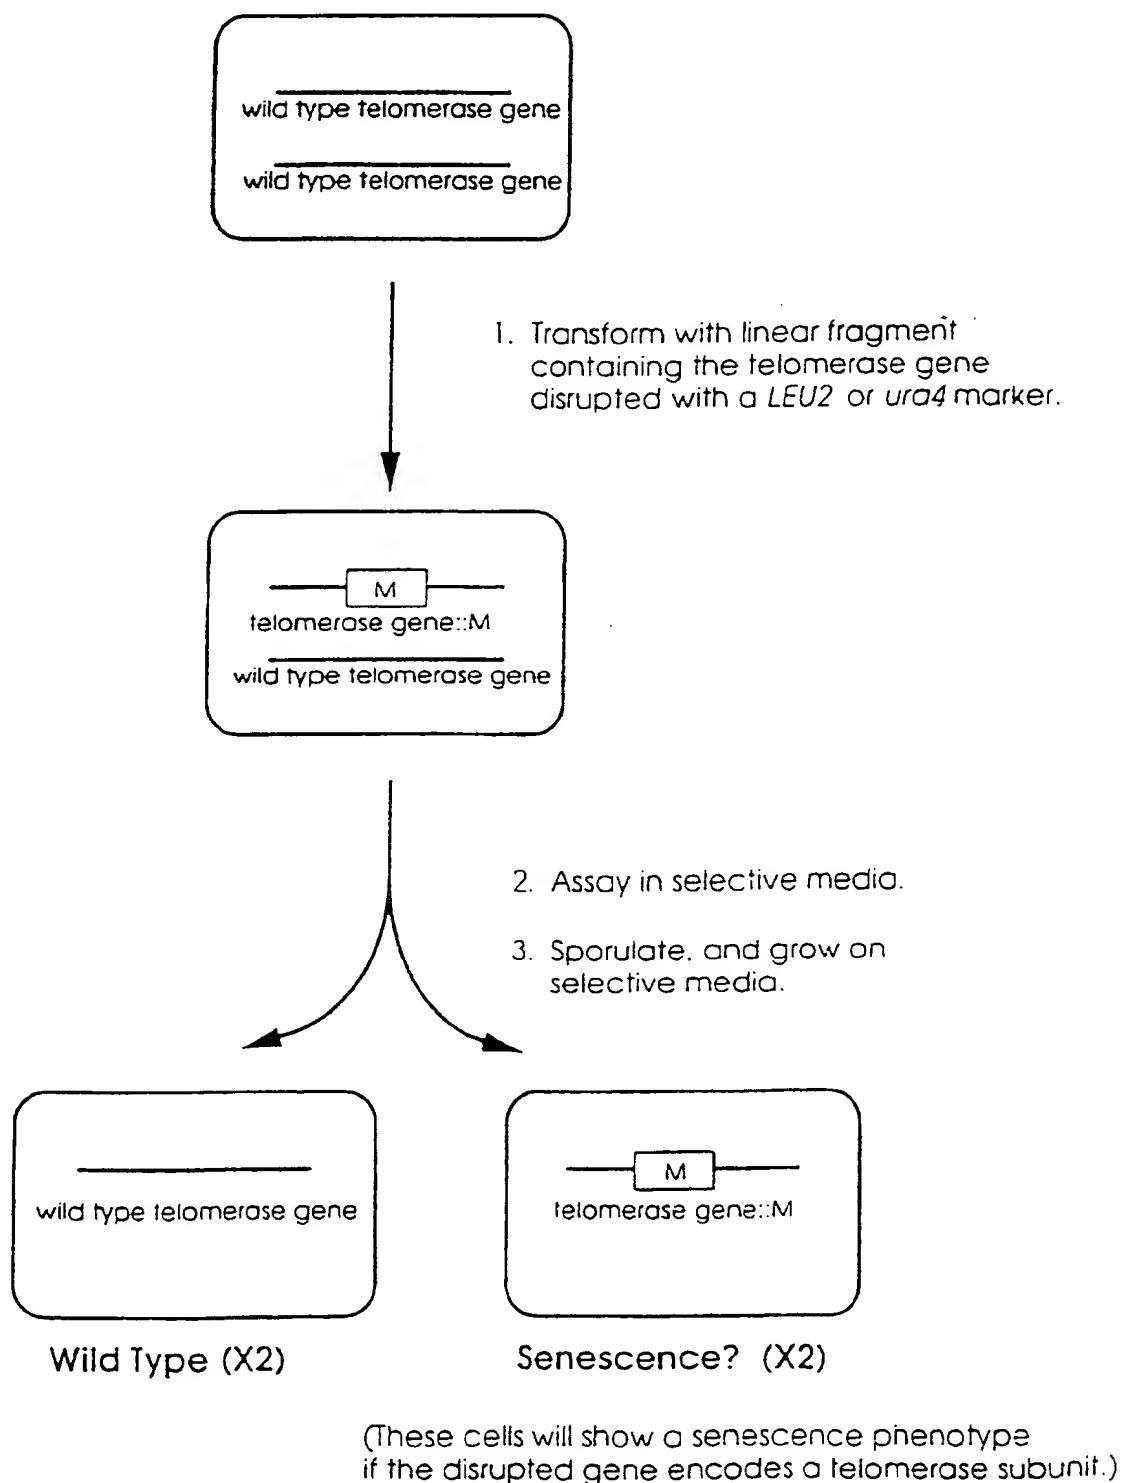 wild type telomerase gene
wild type telomerase gene
1. Transform with linear fragment
containing the telomerase gene
disrupted with a LEU2 or ura4 marker.
M
telomerase gene::M
wild type telomerase gene
2. Assay in selective media.
3. Sporulate, and grow on
selective media.
wild type telomerase gene
M
telomerase gene::M
Wild Type (X2)
Senescence? (X2)
(These cells will show a senescence phenotype
if the disrupted gene encodes a telomerase subunit.)